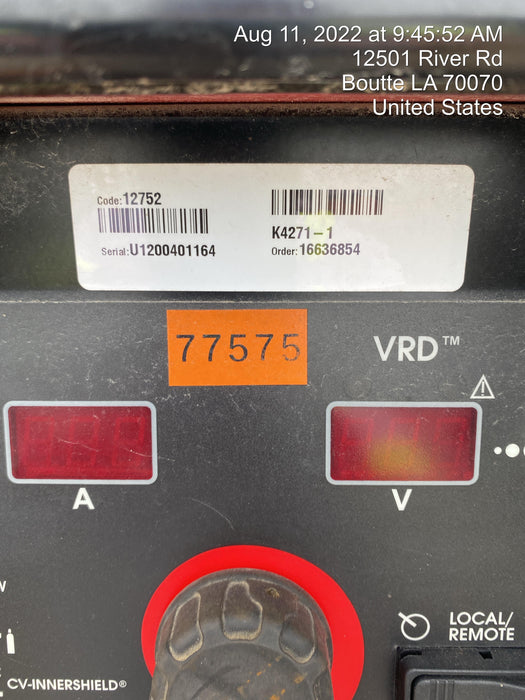 Aug 11, 2022 at 9:45:52 AM
12501 River Rd
Boutte LA 70070
United States
Code:12752
K4271-1
Serial:U1200401164
Order:16636854
77575
VRD™
A
V
LOCAL/
REMOTE
CV-INNERSHIELD®